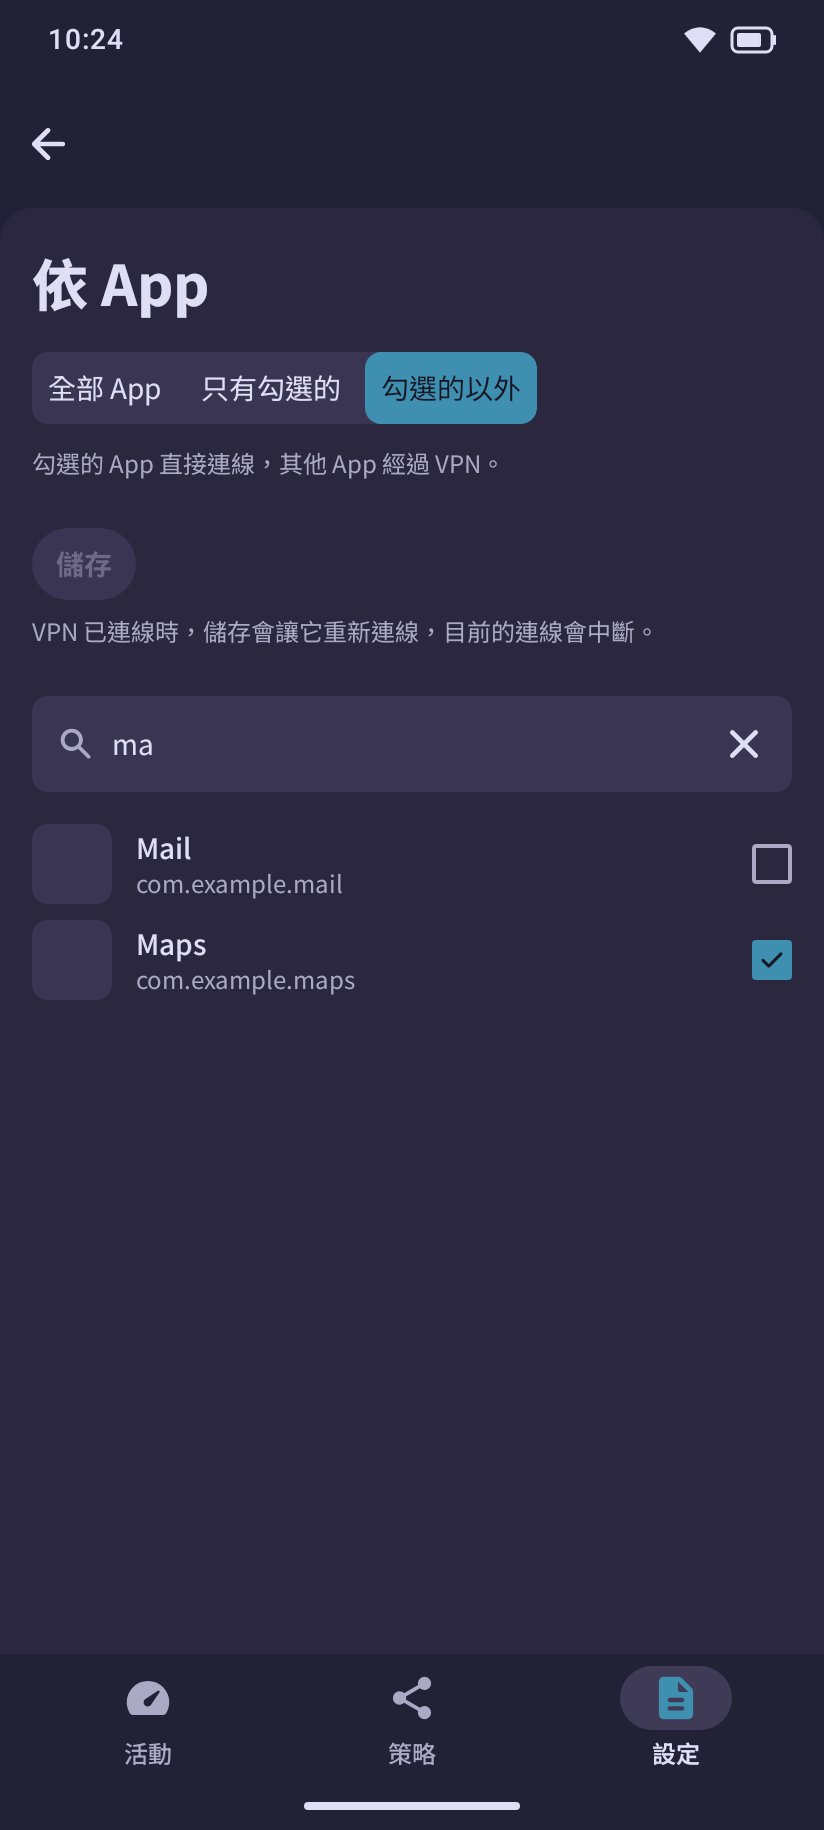 10:24
依 App
全部 App 只有勾選的 勾選的以外
勾選的 App 直接連線，其他 App 經過 VPN。
儲存
VPN 已連線時，儲存會讓它重新連線，目前的連線會中斷。
ma
Mail
com.example.mail
Maps
com.example.maps
活動 策略 設定